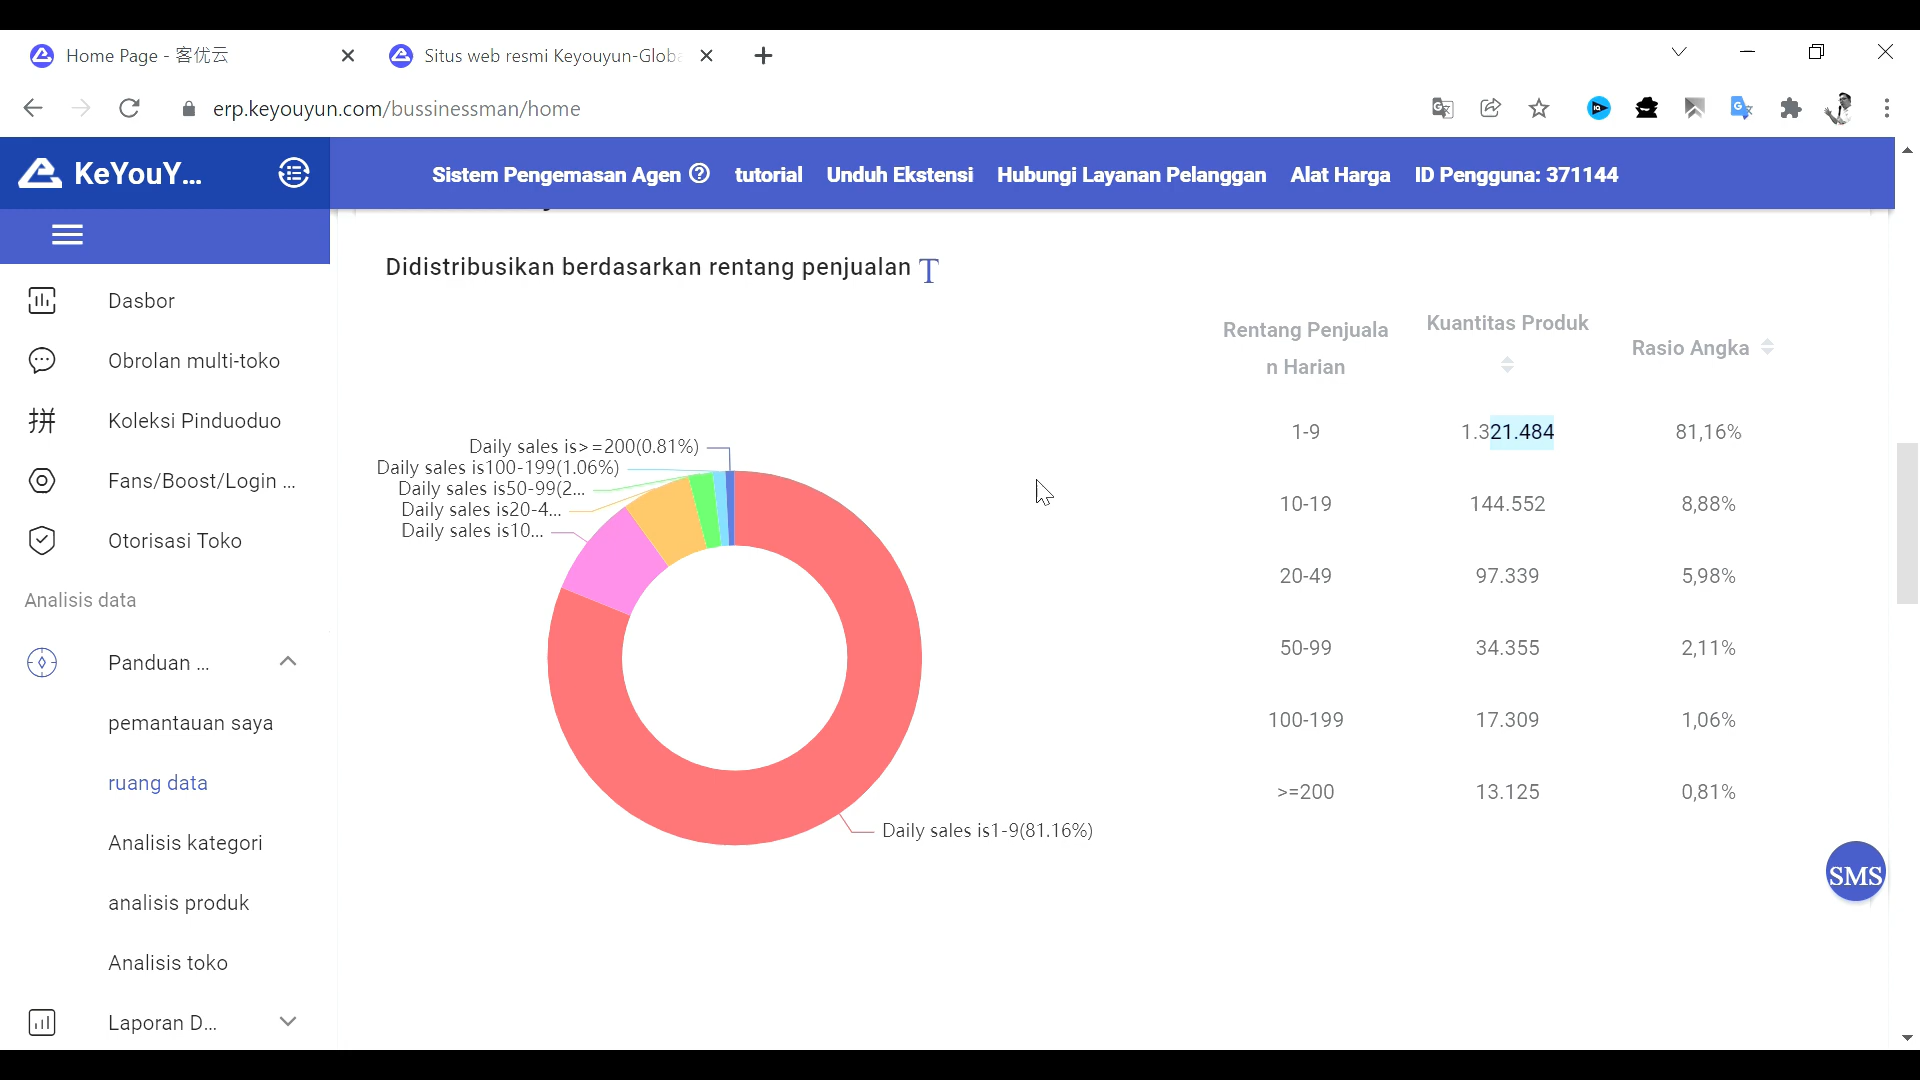 Home Page - 客优云
Situs web resmi Keyouyun-Globa
erp.keyouyun.com/bussinessman/home
KeYouY...
Sistem Pengemasan Agen
tutorial
Unduh Ekstensi
Hubungi Layanan Pelanggan
Alat Harga
ID Pengguna: 371144
Dasbor
Obrolan multi-toko
拼
Koleksi Pinduoduo
Fans/Boost/Login ...
Otorisasi Toko
Analisis data
Panduan ...
pemantauan saya
ruang data
Analisis kategori
analisis produk
Analisis toko
Laporan D...
Didistribusikan berdasarkan rentang penjualan T
Daily sales is>=200(0.81%)
Daily sales is100-199(1.06%)
Daily sales is50-99(2...
Daily sales is20-4...
Daily sales is10...
Daily sales is1-9(81.16%)
Rentang Penjuala
n Harian
Kuantitas Produk
Rasio Angka
1-9 1.321.484 81,16%
10-19 144.552 8,88%
20-49 97.339 5,98%
50-99 34.355 2,11%
100-199 17.309 1,06%
>=200 13.125 0,81%
SMS